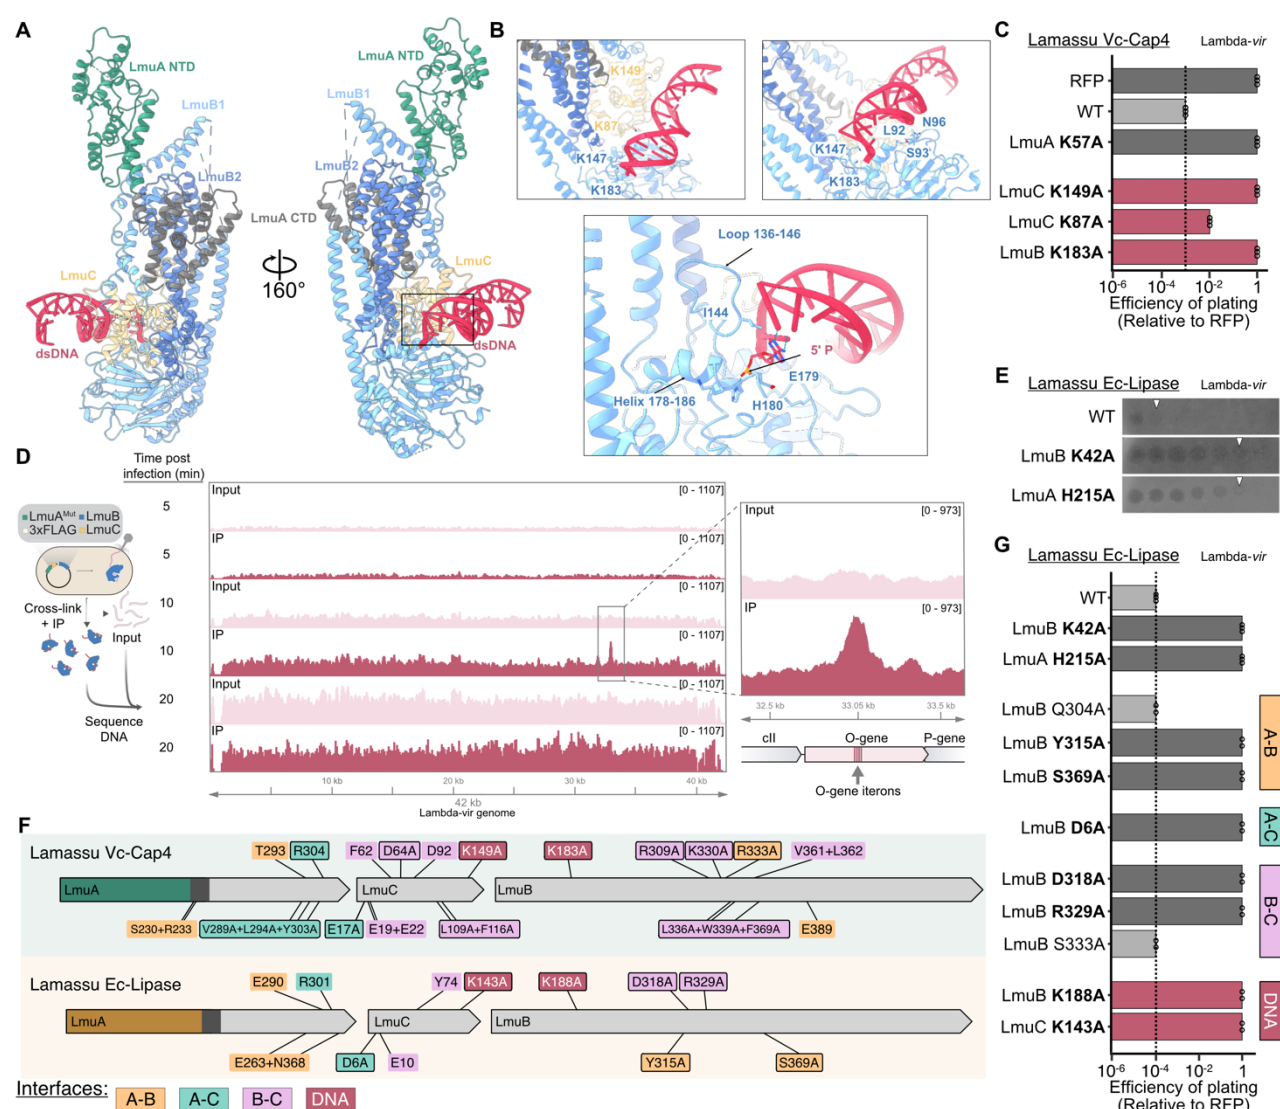 A
LmuA NTD
LmuA NTD
LmuB1
LmuB1
LmuB2
LmuB2
LmuA CTD
LmuC
LmuC
160°
dsDNA
dsDNA
B
K149
K87
K147
K183
N96
L92
S93
K147
K183
Loop 136-146
I144
5' P
E179
Helix 178-186
H180
C
Lamassu Vc-Cap4
Lambda-vir
RFP
WT
LmuA K57A
LmuC K149A
LmuC K87A
LmuB K183A
10-6
10-4
10-2
1
Efficiency of plating
(Relative to RFP)
D
Time post
infection (min)
LmuAMut
LmuB
3xFLAG
LmuC
Cross-link
+ IP
Input
Sequence
DNA
5
Input
[0 - 1107]
5
IP
[0 - 1107]
10
Input
[0 - 1107]
10
IP
[0 - 1107]
20
Input
[0 - 1107]
20
IP
[0 - 1107]
10 kb
20 kb
30 kb
40 kb
42 kb
Lambda-vir genome
Input
[0 - 973]
IP
[0 - 973]
32.5 kb
33.05 kb
33.5 kb
cII
O-gene
P-gene
O-gene iterons
E
Lamassu Ec-Lipase
Lambda-vir
WT
LmuB K42A
LmuA H215A
F
Lamassu Vc-Cap4
T293
R304
F62
D64A
D92
K149A
K183A
R309A
K330A
R333A
V361+L362
LmuA
LmuC
LmuB
S230+R233
V289A+L294A+Y303A
E17A
E19+E22
L109A+F116A
L336A+W339A+F369A
E389
Lamassu Ec-Lipase
E290
R301
Y74
K143A
K188A
D318A
R329A
LmuA
LmuC
LmuB
E263+N368
D6A
E10
Y315A
S369A
Interfaces:
A-B
A-C
B-C
DNA
G
Lamassu Ec-Lipase
Lambda-vir
WT
LmuB K42A
LmuA H215A
LmuB Q304A
LmuB Y315A
LmuB S369A
LmuB D6A
LmuB D318A
LmuB R329A
LmuB S333A
LmuB K188A
LmuC K143A
A-B
A-C
B-C
DNA
10-6
10-4
10-2
1
Efficiency of plating
(Relative to RFP)